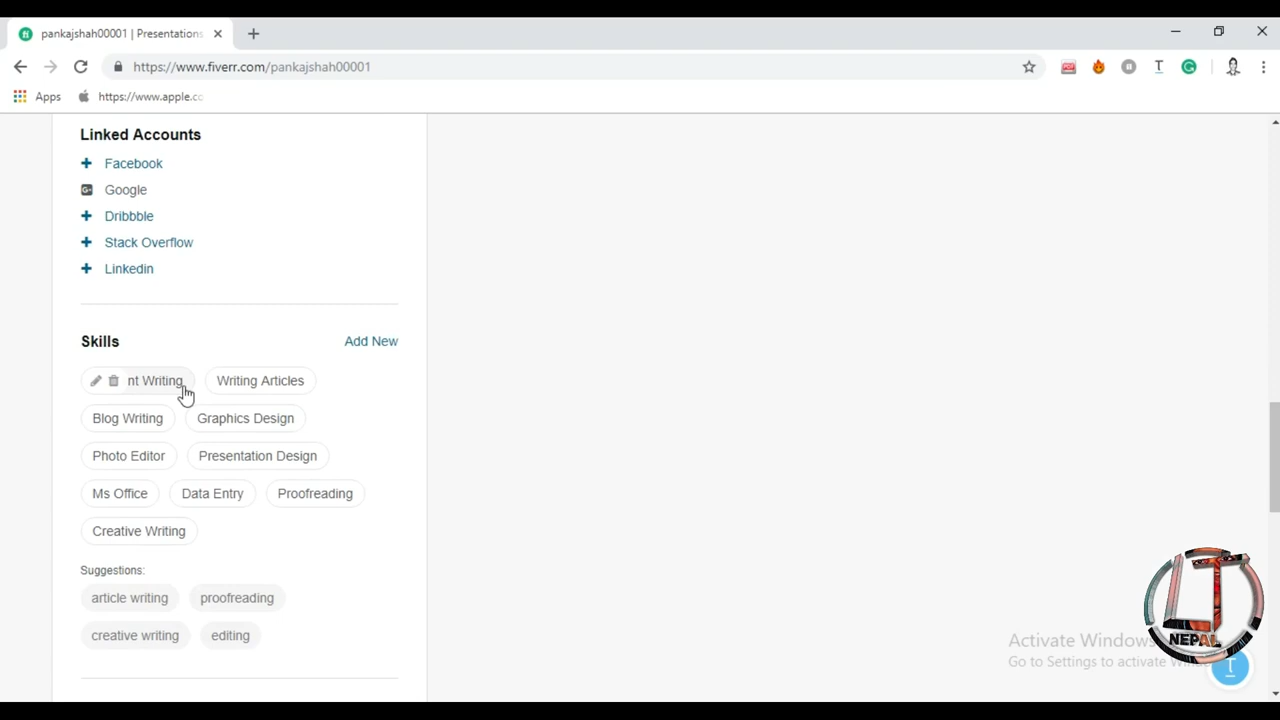 pankajshah00001 | Presentations
https://www.fiverr.com/pankajshah00001
Apps
https://www.apple.co
Linked Accounts
Facebook
Google
Dribbble
Stack Overflow
Linkedin
Skills
Add New
nt Writing
Writing Articles
Blog Writing
Graphics Design
Photo Editor
Presentation Design
Ms Office
Data Entry
Proofreading
Creative Writing
Suggestions:
article writing
proofreading
creative writing
editing
Activate Windows
Go to Settings to activate
LT
NEPAL